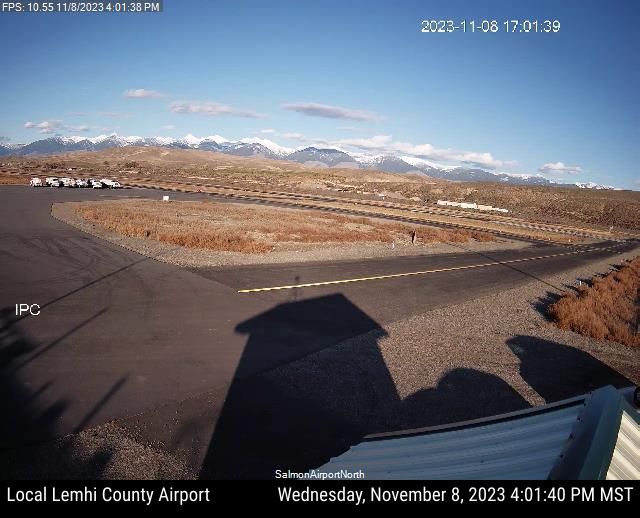 FPS: 10.55 11/8/2023 4:01:38 PM
2023-11-08 17:01:39
IPC
SalmonAirportNorth
Local Lemhi County Airport Wednesday, November 8, 2023 4:01:40 PM MST